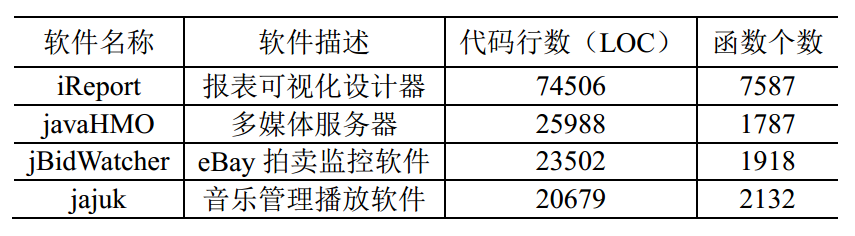 软件名称 软件描述 代码行数（LOC） 函数个数
iReport 报表可视化设计器 74506 7587
javaHMO 多媒体服务器 25988 1787
jBidWatcher eBay 拍卖监控软件 23502 1918
jajuk 音乐管理播放软件 20679 2132